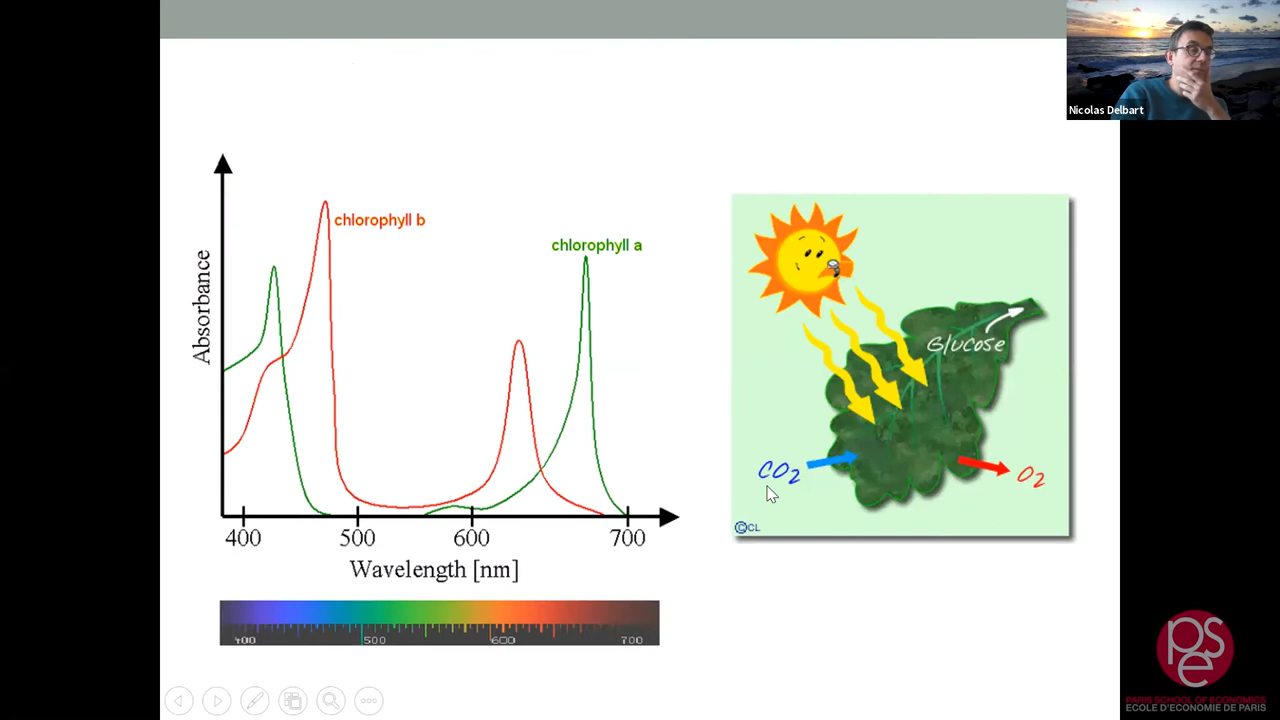 Nicolas Delbart
chlorophyll b
chlorophyll a
Absorbance
400
500
600
700
Wavelength [nm]
400
500
600
700
Glucose
CO2
O2
©CL
pse
PARIS SCHOOL OF ECONOMICS
ECOLE D'ECONOMIE DE PARIS